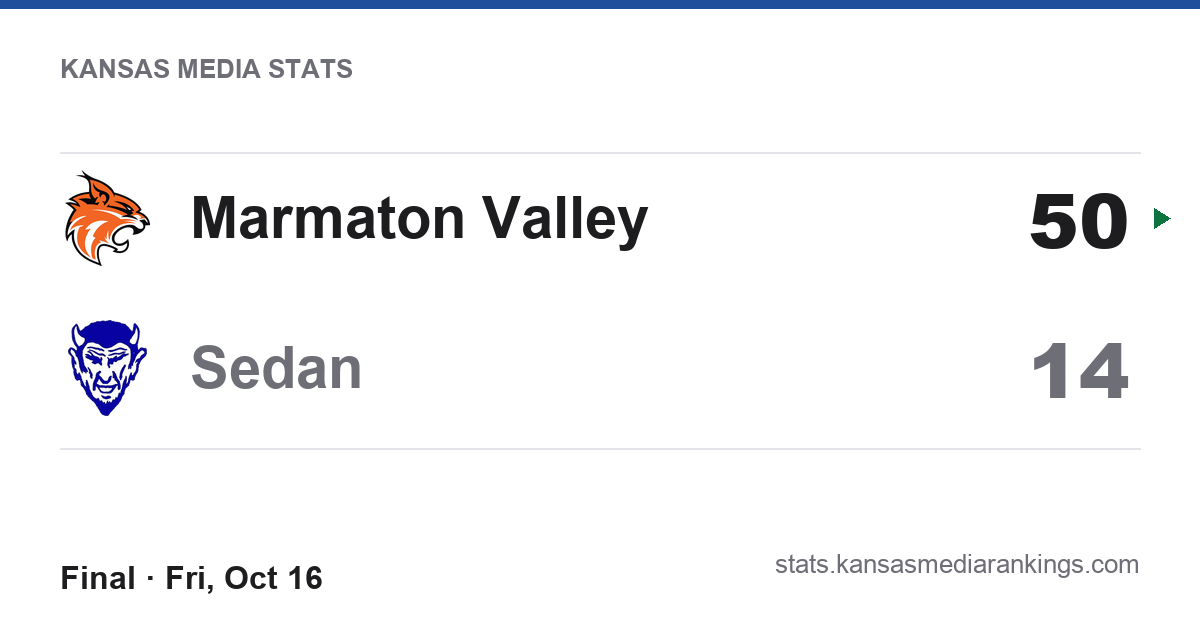 KANSAS MEDIA STATS
Marmaton Valley 50
Sedan 14
Final · Fri, Oct 16
stats.kansasmediarankings.com